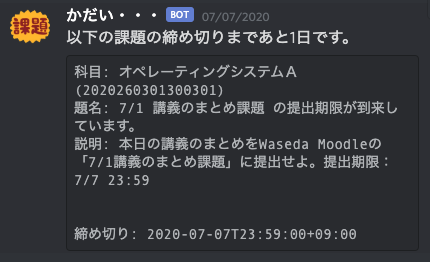 課題
かだい・・・ BOT 07/07/2020
以下の課題の締め切りまであと1日です。
科目: オペレーティングシステムＡ
(2020260301300301)
題名: 7/1 講義のまとめ課題 の提出期限が到来し
ています。
説明: 本日の講義のまとめをWaseda Moodleの
「7/1講義のまとめ課題」に提出せよ。提出期限：
7/7 23:59
締め切り: 2020-07-07T23:59:00+09:00